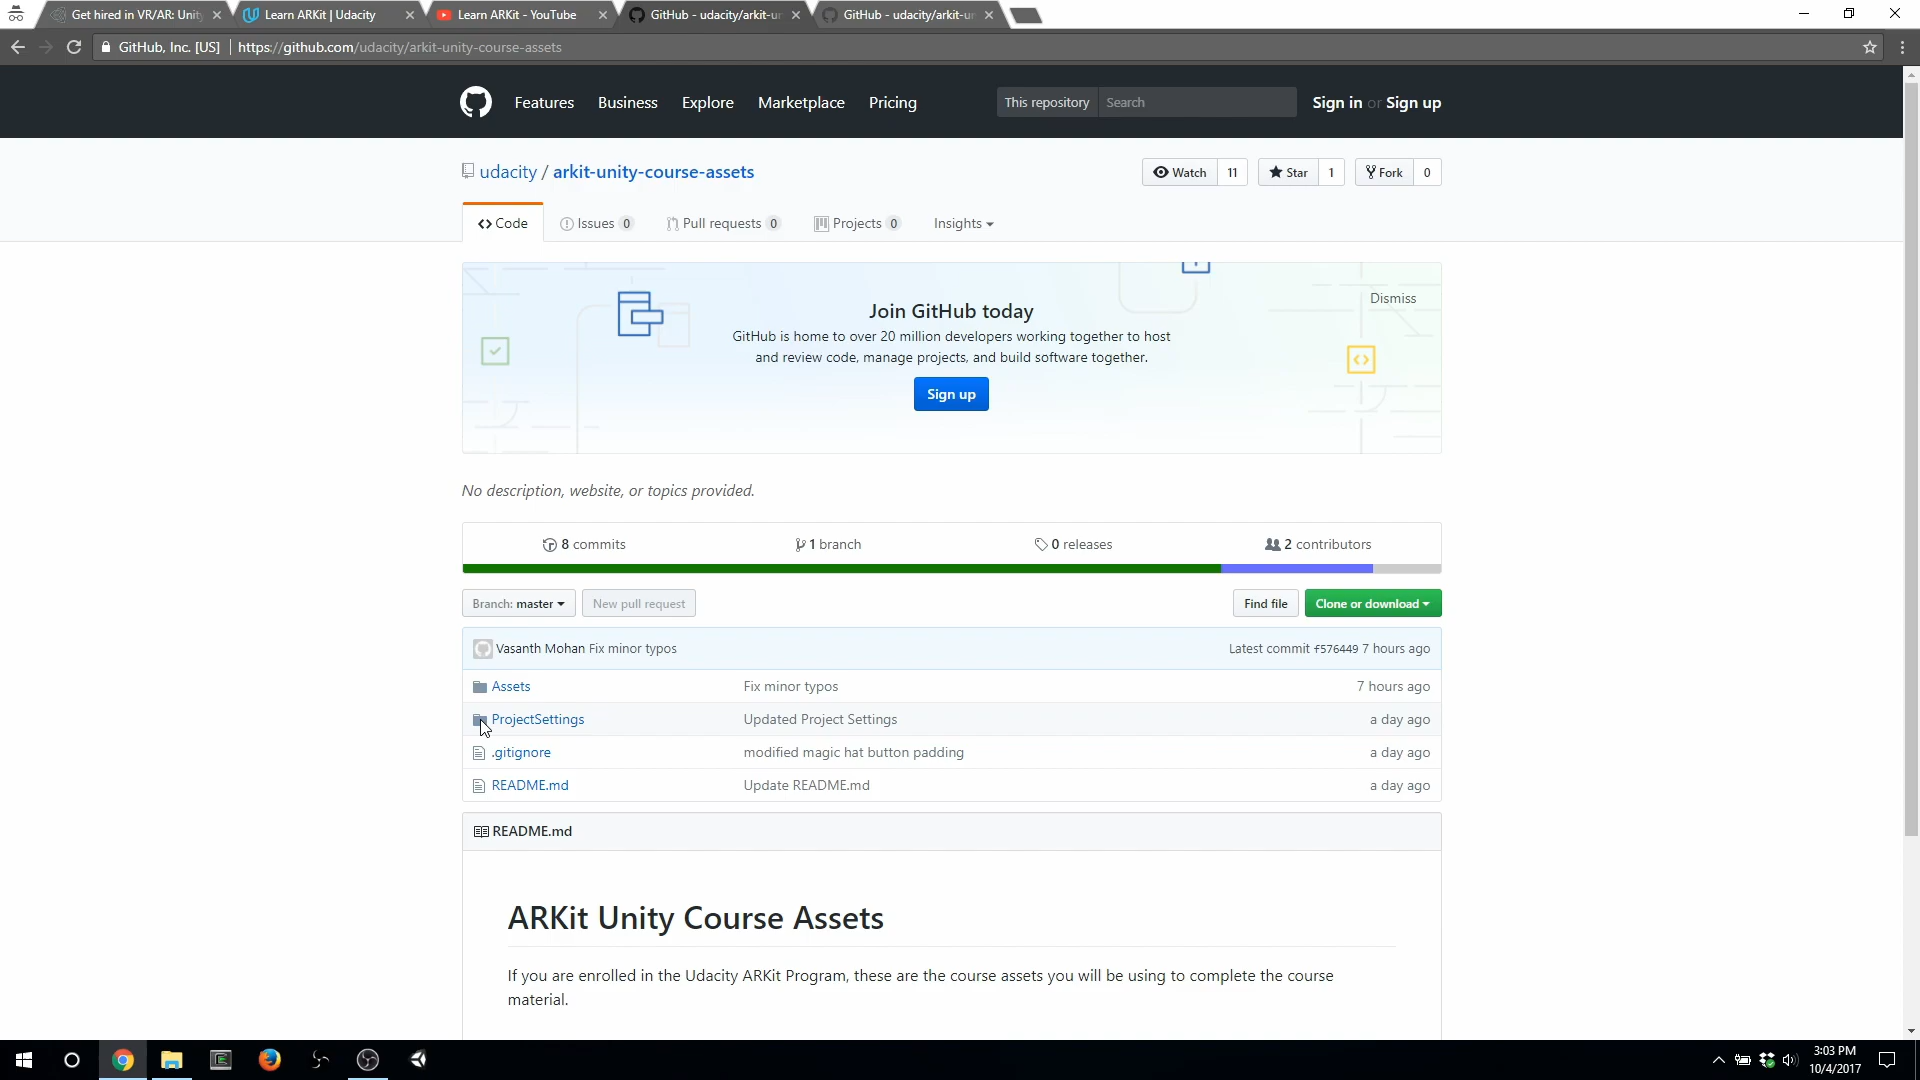 Get hired in VR/AR: Unit
Learn ARKit | Udacity
Learn ARKit - YouTube
GitHub - udacity/arkit-un
GitHub - udacity/arkit-un
GitHub, Inc. [US]
https://github.com/udacity/arkit-unity-course-assets
Features
Business
Explore
Marketplace
Pricing
This repository
Search
Sign in or Sign up
udacity / arkit-unity-course-assets
Watch 11
Star 1
Fork 0
Code
Issues 0
Pull requests 0
Projects 0
Insights
Join GitHub today
Dismiss
GitHub is home to over 20 million developers working together to host
and review code, manage projects, and build software together.
Sign up
No description, website, or topics provided.
8 commits
1 branch
0 releases
2 contributors
Branch: master
New pull request
Find file
Clone or download
Vasanth Mohan Fix minor typos
Latest commit f576449 7 hours ago
Assets
Fix minor typos
7 hours ago
ProjectSettings
Updated Project Settings
a day ago
.gitignore
modified magic hat button padding
a day ago
README.md
Update README.md
a day ago
README.md
ARKit Unity Course Assets
If you are enrolled in the Udacity ARKit Program, these are the course assets you will be using to complete the course
material.
3:03 PM
10/4/2017